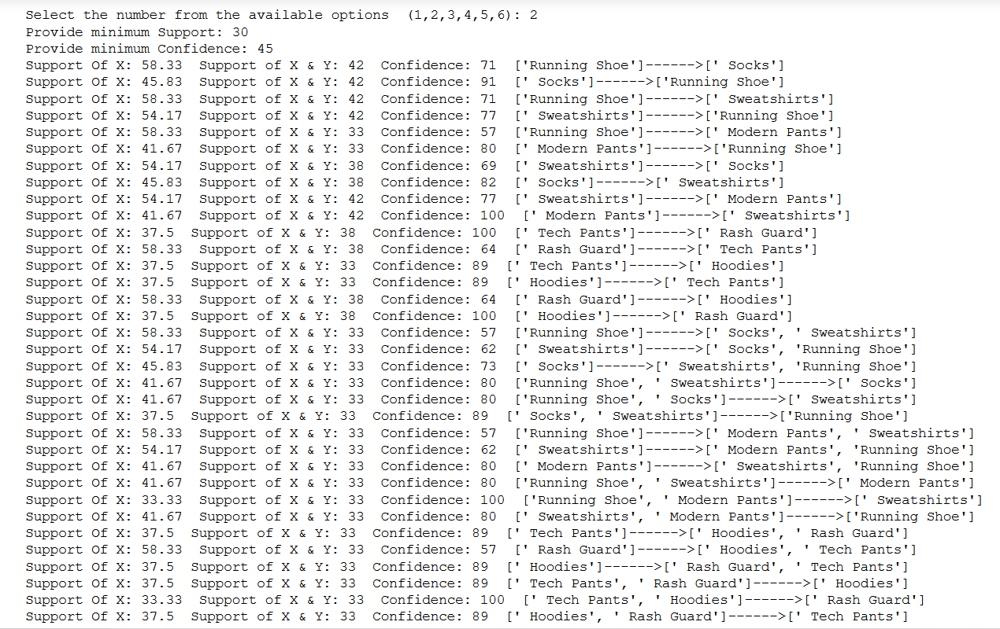 Select the number from the available options  (1,2,3,4,5,6): 2
Provide minimum Support: 30
Provide minimum Confidence: 45
Support Of X: 58.33  Support of X & Y: 42  Confidence: 71  ['Running Shoe']------>[' Socks']
Support Of X: 45.83  Support of X & Y: 42  Confidence: 91  [' Socks']------>['Running Shoe']
Support Of X: 58.33  Support of X & Y: 42  Confidence: 71  ['Running Shoe']------>[' Sweatshirts']
Support Of X: 54.17  Support of X & Y: 42  Confidence: 77  [' Sweatshirts']------>['Running Shoe']
Support Of X: 58.33  Support of X & Y: 33  Confidence: 57  ['Running Shoe']------>[' Modern Pants']
Support Of X: 41.67  Support of X & Y: 33  Confidence: 80  [' Modern Pants']------>['Running Shoe']
Support Of X: 54.17  Support of X & Y: 38  Confidence: 69  [' Sweatshirts']------>[' Socks']
Support Of X: 45.83  Support of X & Y: 38  Confidence: 82  [' Socks']------>[' Sweatshirts']
Support Of X: 54.17  Support of X & Y: 42  Confidence: 77  [' Sweatshirts']------>[' Modern Pants']
Support Of X: 41.67  Support of X & Y: 42  Confidence: 100  [' Modern Pants']------>[' Sweatshirts']
Support Of X: 37.5  Support of X & Y: 38  Confidence: 100  [' Tech Pants']------>[' Rash Guard']
Support Of X: 58.33  Support of X & Y: 38  Confidence: 64  [' Rash Guard']------>[' Tech Pants']
Support Of X: 37.5  Support of X & Y: 33  Confidence: 89  [' Tech Pants']------>[' Hoodies']
Support Of X: 37.5  Support of X & Y: 33  Confidence: 89  [' Hoodies']------>[' Tech Pants']
Support Of X: 58.33  Support of X & Y: 38  Confidence: 64  [' Rash Guard']------>[' Hoodies']
Support Of X: 37.5  Support of X & Y: 38  Confidence: 100  [' Hoodies']------>[' Rash Guard']
Support Of X: 58.33  Support of X & Y: 33  Confidence: 57  ['Running Shoe']------>[' Socks', ' Sweatshirts']
Support Of X: 54.17  Support of X & Y: 33  Confidence: 62  [' Sweatshirts']------>[' Socks', 'Running Shoe']
Support Of X: 45.83  Support of X & Y: 33  Confidence: 73  [' Socks']------>[' Sweatshirts', 'Running Shoe']
Support Of X: 41.67  Support of X & Y: 33  Confidence: 80  ['Running Shoe', ' Sweatshirts']------>[' Socks']
Support Of X: 41.67  Support of X & Y: 33  Confidence: 80  ['Running Shoe', ' Socks']------>[' Sweatshirts']
Support Of X: 37.5  Support of X & Y: 33  Confidence: 89  [' Socks', ' Sweatshirts']------>['Running Shoe']
Support Of X: 58.33  Support of X & Y: 33  Confidence: 57  ['Running Shoe']------>[' Modern Pants', ' Sweatshirts']
Support Of X: 54.17  Support of X & Y: 33  Confidence: 62  [' Sweatshirts']------>[' Modern Pants', 'Running Shoe']
Support Of X: 41.67  Support of X & Y: 33  Confidence: 80  [' Modern Pants']------>[' Sweatshirts', 'Running Shoe']
Support Of X: 41.67  Support of X & Y: 33  Confidence: 80  ['Running Shoe', ' Sweatshirts']------>[' Modern Pants']
Support Of X: 33.33  Support of X & Y: 33  Confidence: 100  ['Running Shoe', ' Modern Pants']------>[' Sweatshirts']
Support Of X: 41.67  Support of X & Y: 33  Confidence: 80  [' Sweatshirts', ' Modern Pants']------>['Running Shoe']
Support Of X: 37.5  Support of X & Y: 33  Confidence: 89  [' Tech Pants']------>[' Hoodies', ' Rash Guard']
Support Of X: 58.33  Support of X & Y: 33  Confidence: 57  [' Rash Guard']------>[' Hoodies', ' Tech Pants']
Support Of X: 37.5  Support of X & Y: 33  Confidence: 89  [' Hoodies']------>[' Rash Guard', ' Tech Pants']
Support Of X: 37.5  Support of X & Y: 33  Confidence: 89  [' Tech Pants', ' Rash Guard']------>[' Hoodies']
Support Of X: 33.33  Support of X & Y: 33  Confidence: 100  [' Tech Pants', ' Hoodies']------>[' Rash Guard']
Support Of X: 37.5  Support of X & Y: 33  Confidence: 89  [' Hoodies', ' Rash Guard']------>[' Tech Pants']